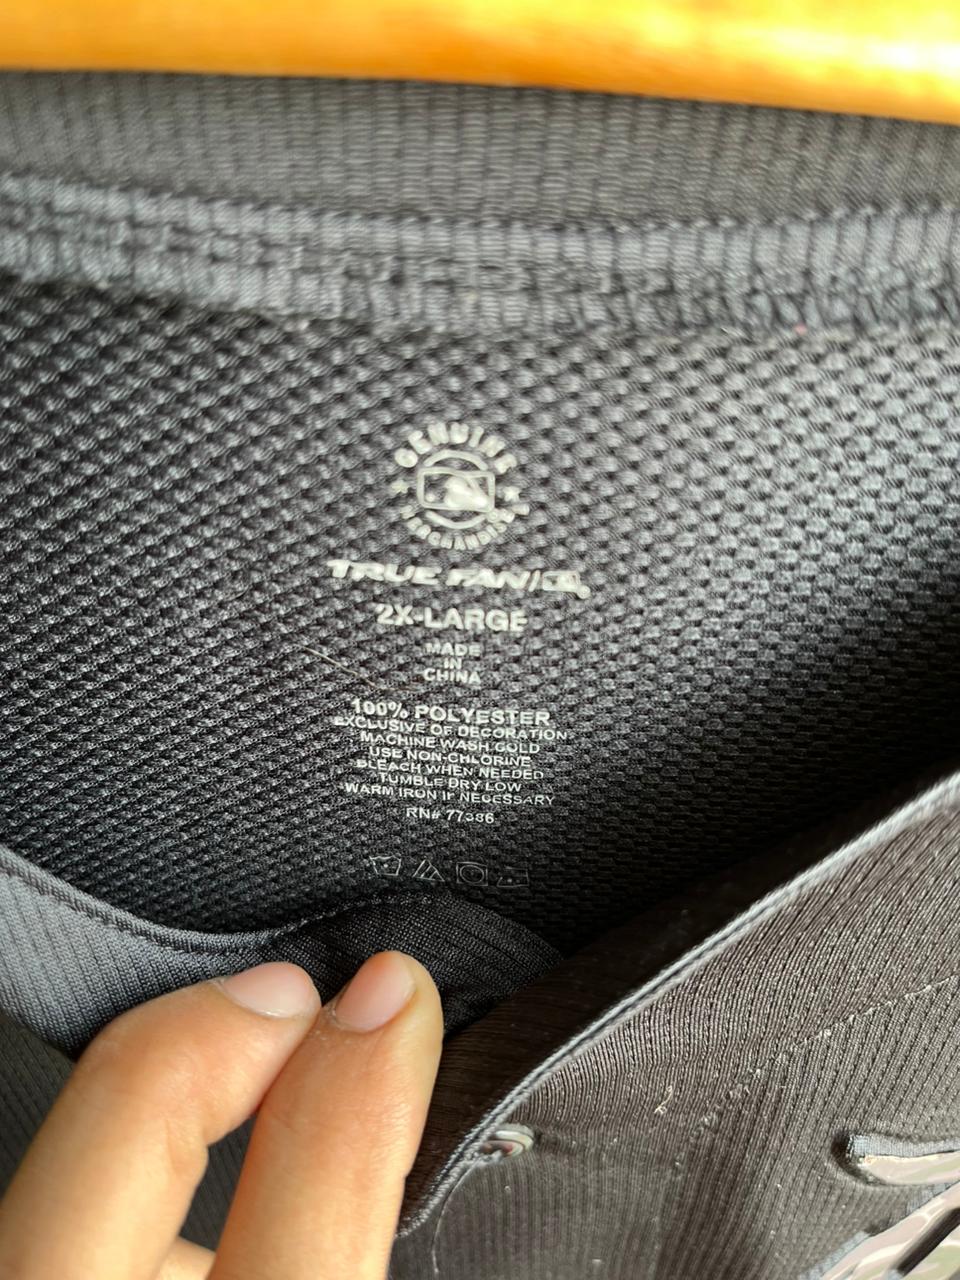 GENUINE
MERCHANDISE
TRUE FAN
2X-LARGE
MADE
IN
CHINA
100% POLYESTER
EXCLUSIVE OF DECORATION
MACHINE WASH COLD
USE NON-CHLORINE
BLEACH WHEN NEEDED
TUMBLE DRY LOW
WARM IRON IF NECESSARY
RN# 77386